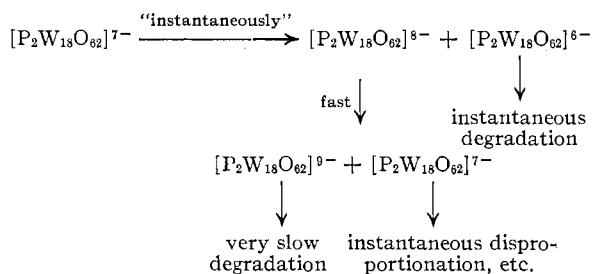 "instantaneously"
[P₂W₁₈O₆₂]⁷⁻ ⟶ [P₂W₁₈O₆₂]⁸⁻ + [P₂W₁₈O₆₂]⁶⁻
fast
instantaneous
degradation
[P₂W₁₈O₆₂]⁹⁻ + [P₂W₁₈O₆₂]⁷⁻
very slow instantaneous dispro-
degradation portionation, etc.